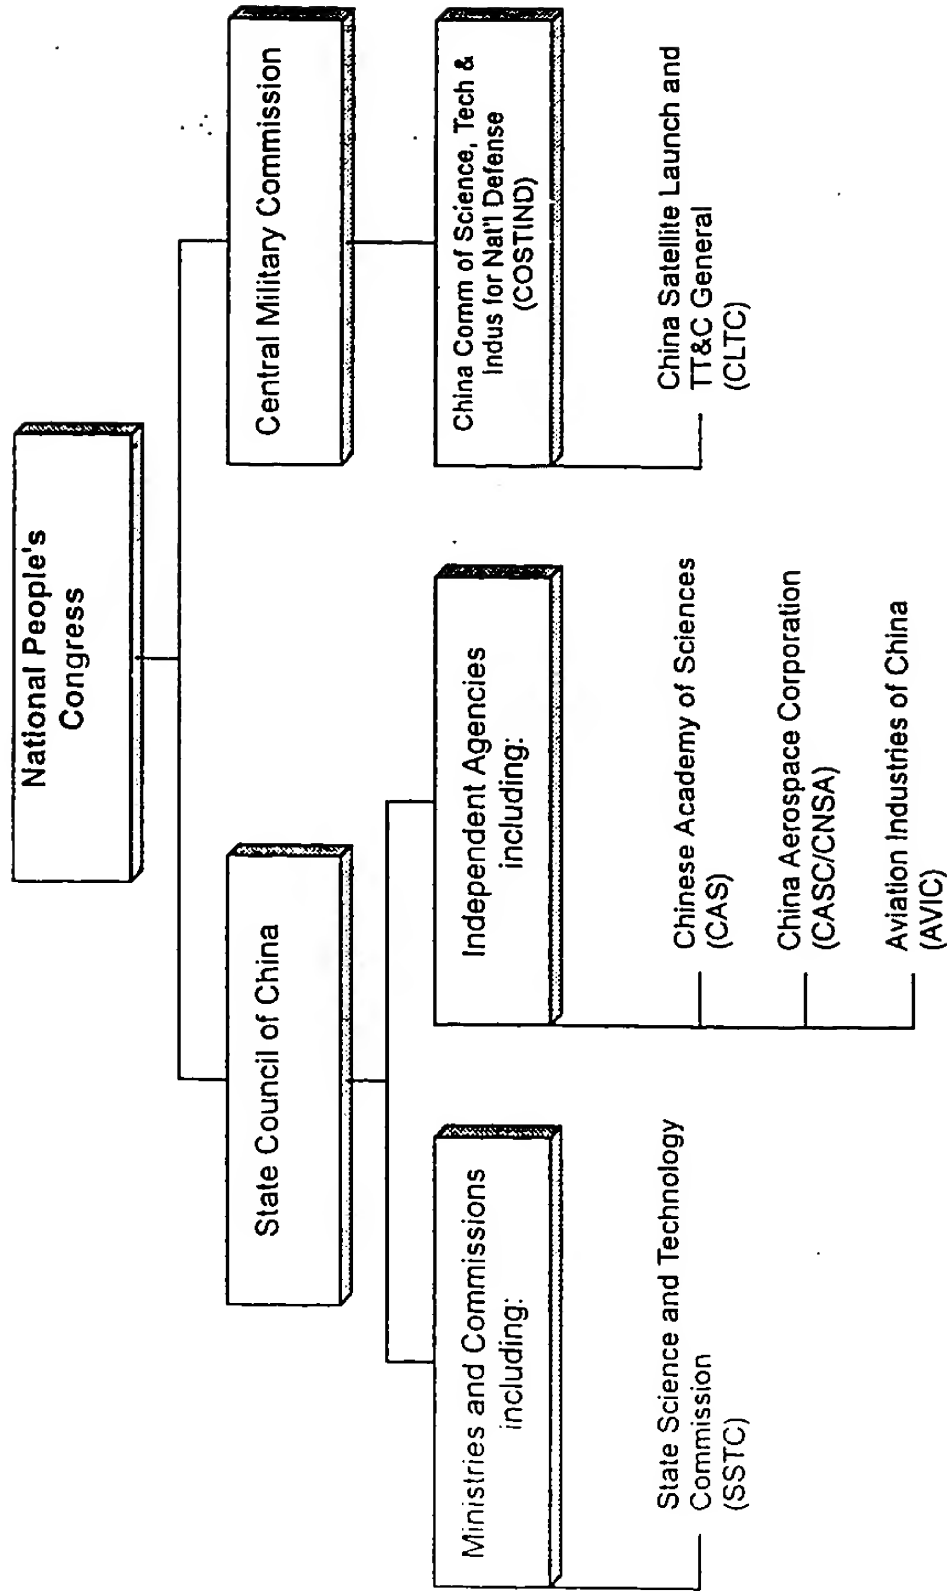 National People's
Congress
State Council of China
Central Military Commission
Ministries and Commissions
including:
Independent Agencies
including:
China Comm of Science, Tech &
Indus for Nat'l Defense
(COSTIND)
State Science and Technology
Commission
(SSTC)
Chinese Academy of Sciences
(CAS)
China Aerospace Corporation
(CASC/CNSA)
Aviation Industries of China
(AVIC)
China Satellite Launch and
TT&C General
(CLTC)